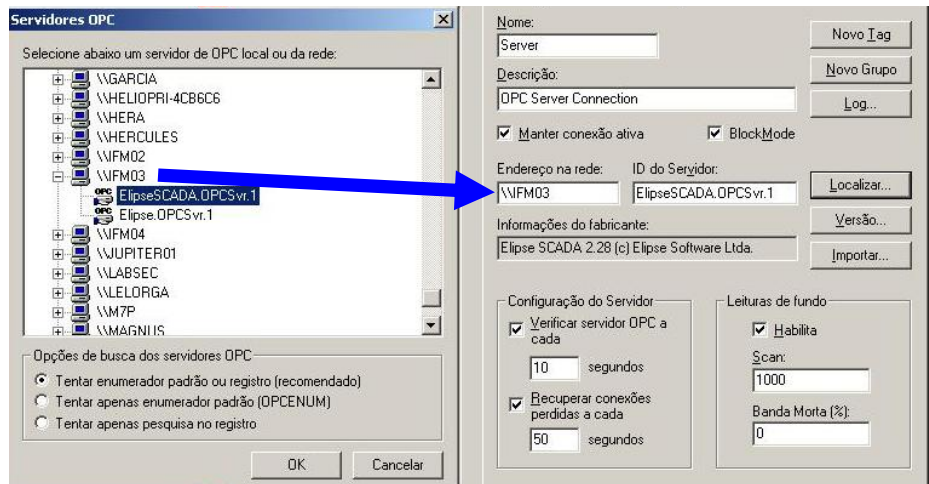 Servidores OPC
Selecione abaixo um servidor de OPC local ou da rede:
\\GARCIA
\\HELIOPRI-4CB6C6
\\HERA
\\HERCULES
\\IFM02
\\IFM03
OPC ElipseSCADA.OPCSvr.1
OPC Elipse.OPCSvr.1
\\IFM04
\\JUPITER01
\\LABSEC
\\LELORGA
\\M7P
\\MAGNUS
Opções de busca dos servidores OPC
Tentar enumerador padrão ou registro (recomendado)
Tentar apenas enumerador padrão (OPCENUM)
Tentar apenas pesquisa no registro
OK Cancelar
Nome:
Server
Novo Tag
Descrição:
Novo Grupo
OPC Server Connection
Log...
Manter conexão ativa BlockMode
Endereço na rede: ID do Servidor:
\\IFM03 ElipseSCADA.OPCSvr.1
Localizar...
Informações do fabricante:
Versão...
Elipse SCADA 2.28 (c) Elipse Software Ltda.
Importar...
Configuração do Servidor
Verificar servidor OPC a
cada
10 segundos
Recuperar conexões
perdidas a cada
50 segundos
Leituras de fundo
Habilita
Scan:
1000
Banda Morta (%):
0